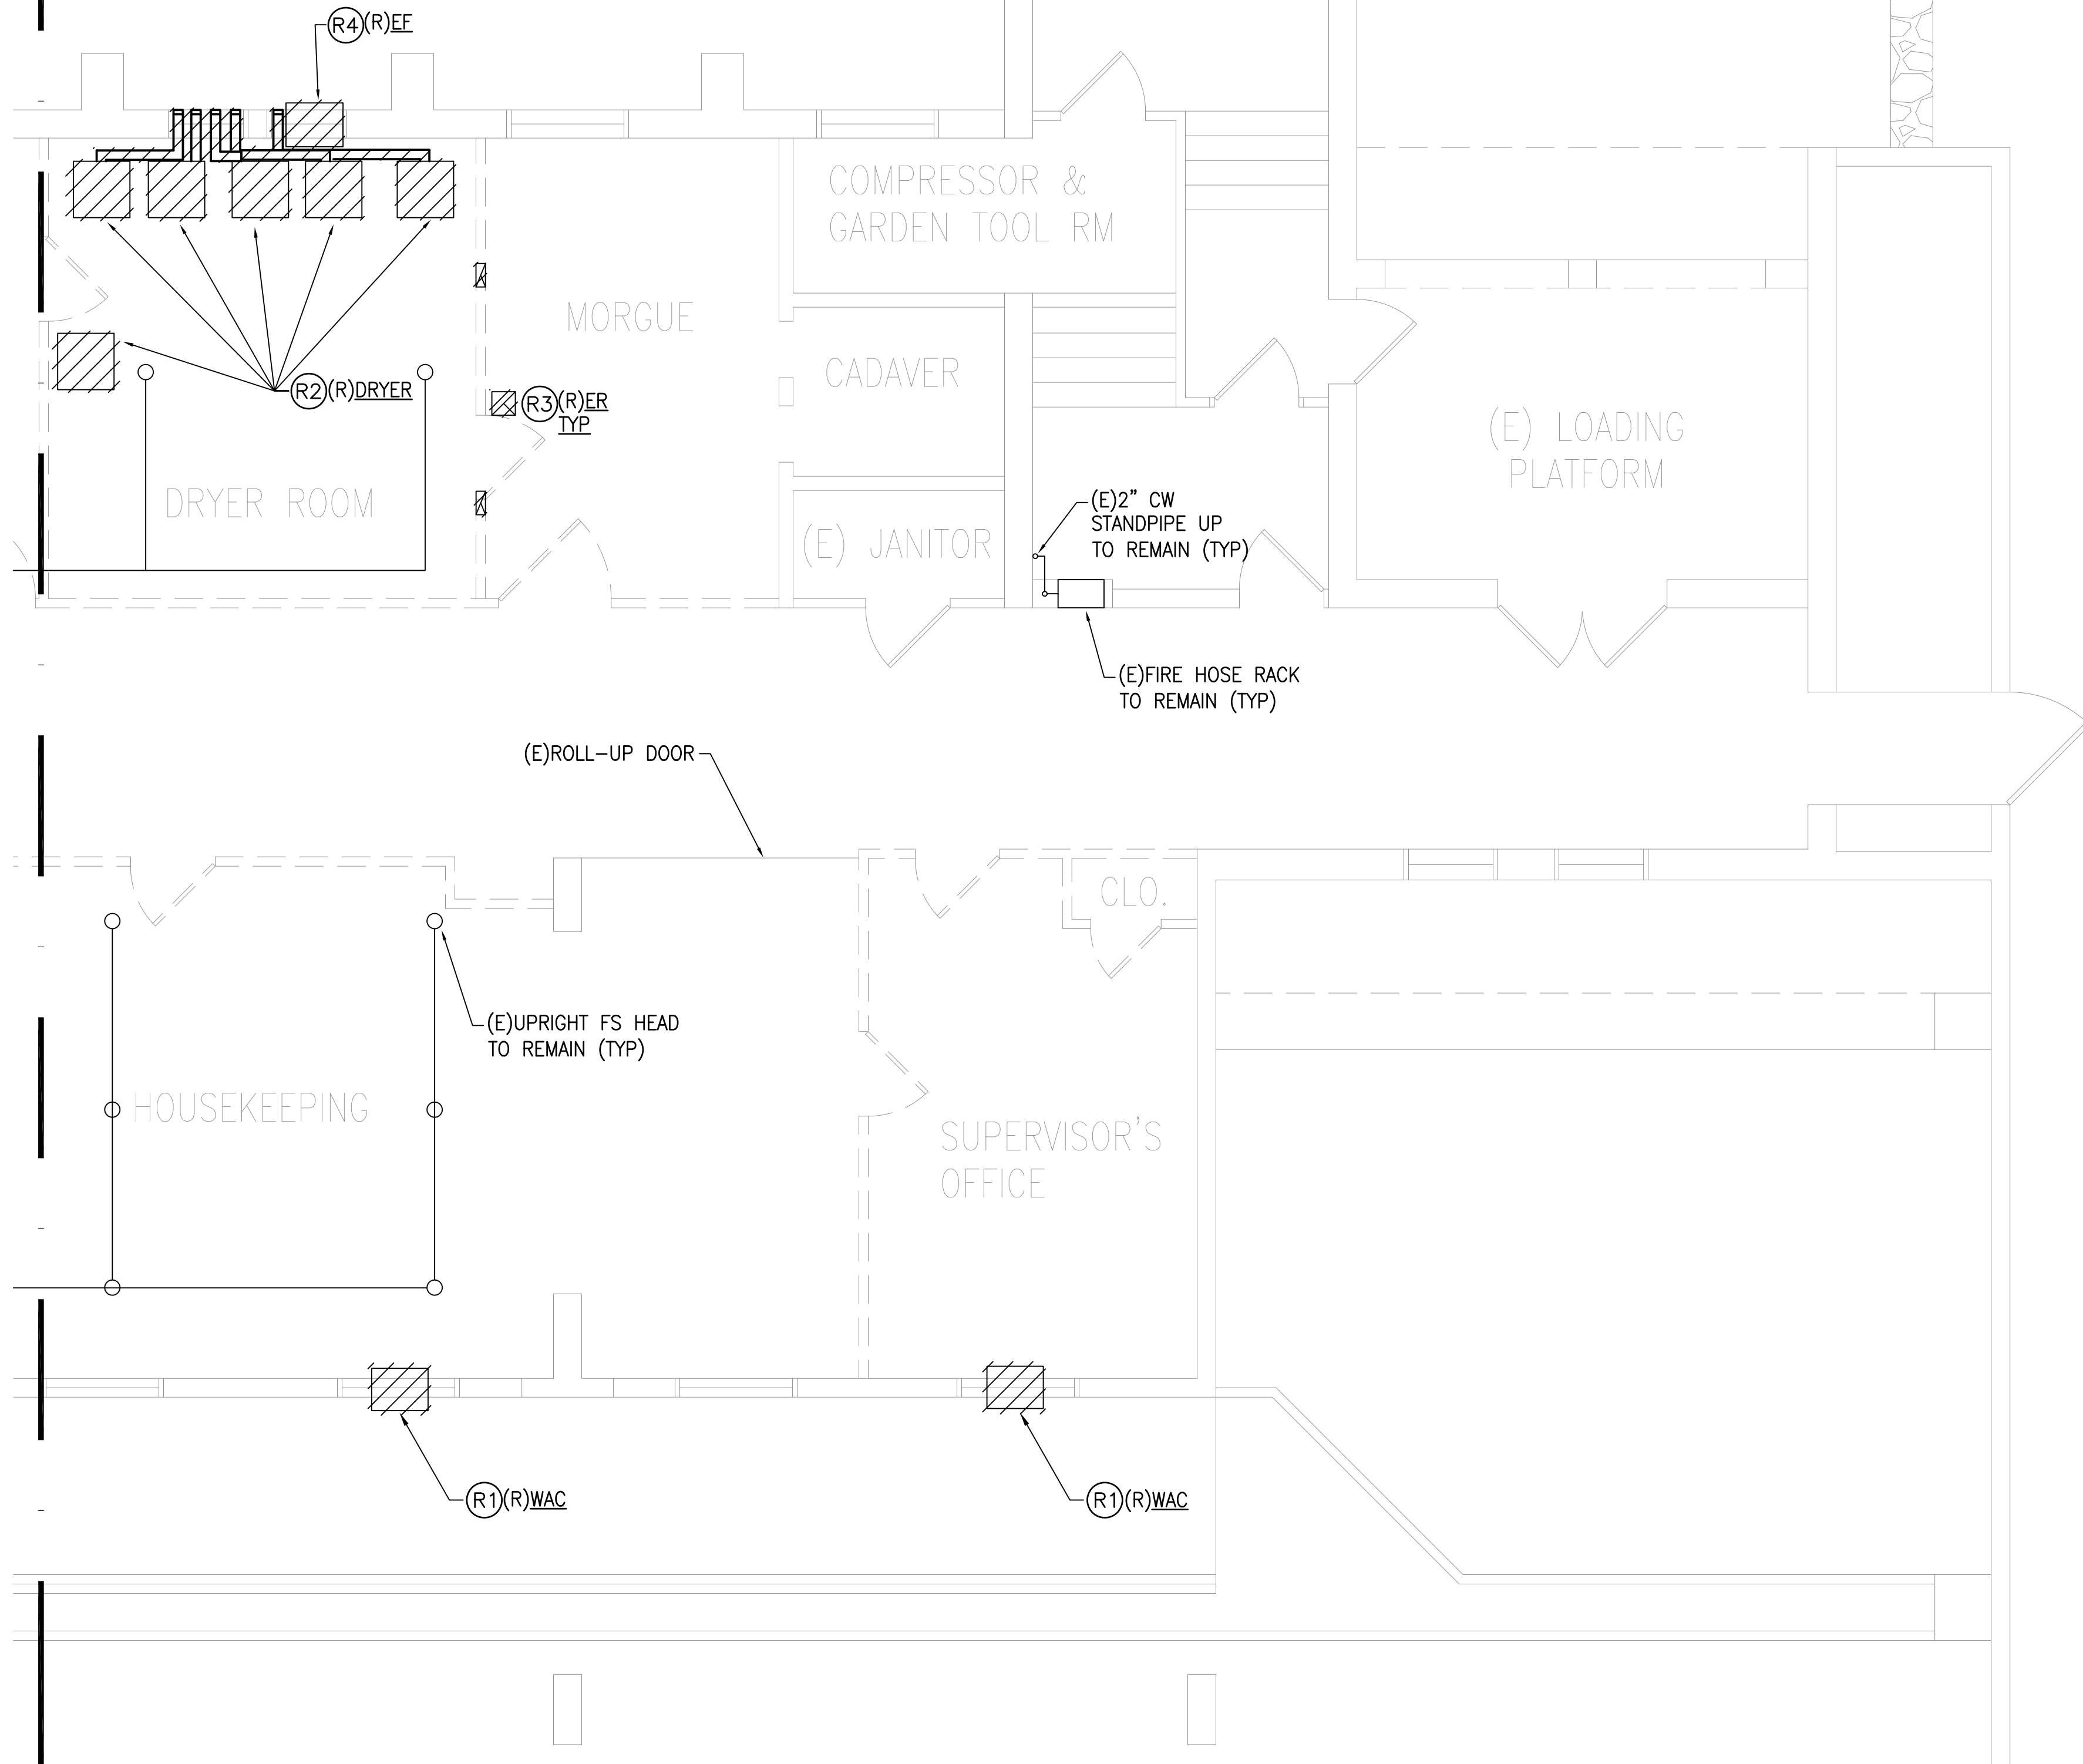 R4 (R)EF
COMPRESSOR &
GARDEN TOOL RM
MORGUE
CADAVER
R2 (R)DRYER
R3 (R)ER
TYP
(E) LOADING
PLATFORM
DRYER ROOM
(E)2" CW
STANDPIPE UP
TO REMAIN (TYP)
(E) JANITOR
(E)FIRE HOSE RACK
TO REMAIN (TYP)
(E)ROLL-UP DOOR
CLO.
(E)UPRIGHT FS HEAD
TO REMAIN (TYP)
HOUSEKEEPING
SUPERVISOR'S
OFFICE
R1 (R)WAC
R1 (R)WAC